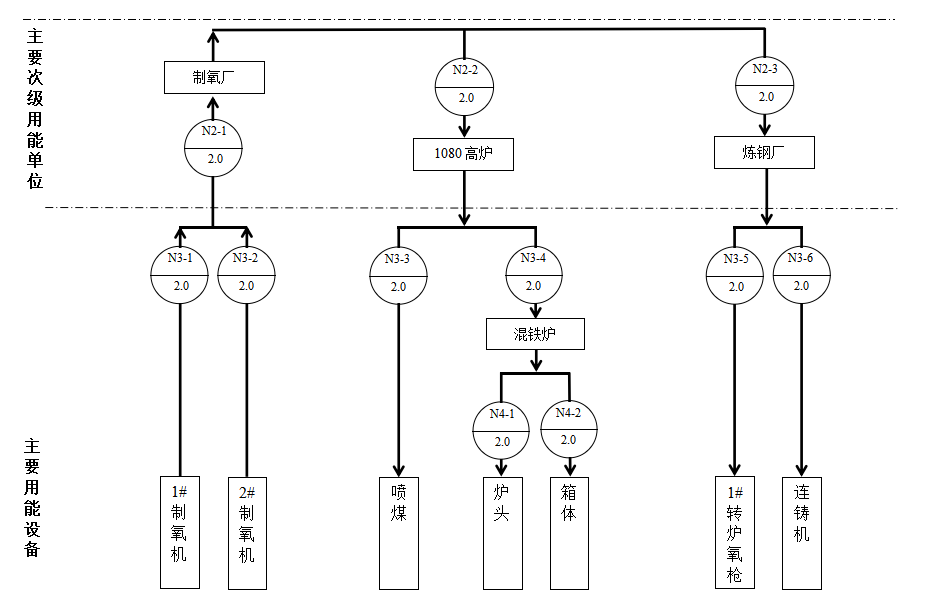 主要次级用能单位
制氧厂
N2-1
2.0
N2-2
2.0
1080高炉
N2-3
2.0
炼钢厂
N3-1
2.0
N3-2
2.0
N3-3
2.0
N3-4
2.0
N3-5
2.0
N3-6
2.0
混铁炉
N4-1
2.0
N4-2
2.0
主要用能设备
1#制氧机
2#制氧机
喷煤
炉头
箱体
1#转炉氧枪
连铸机